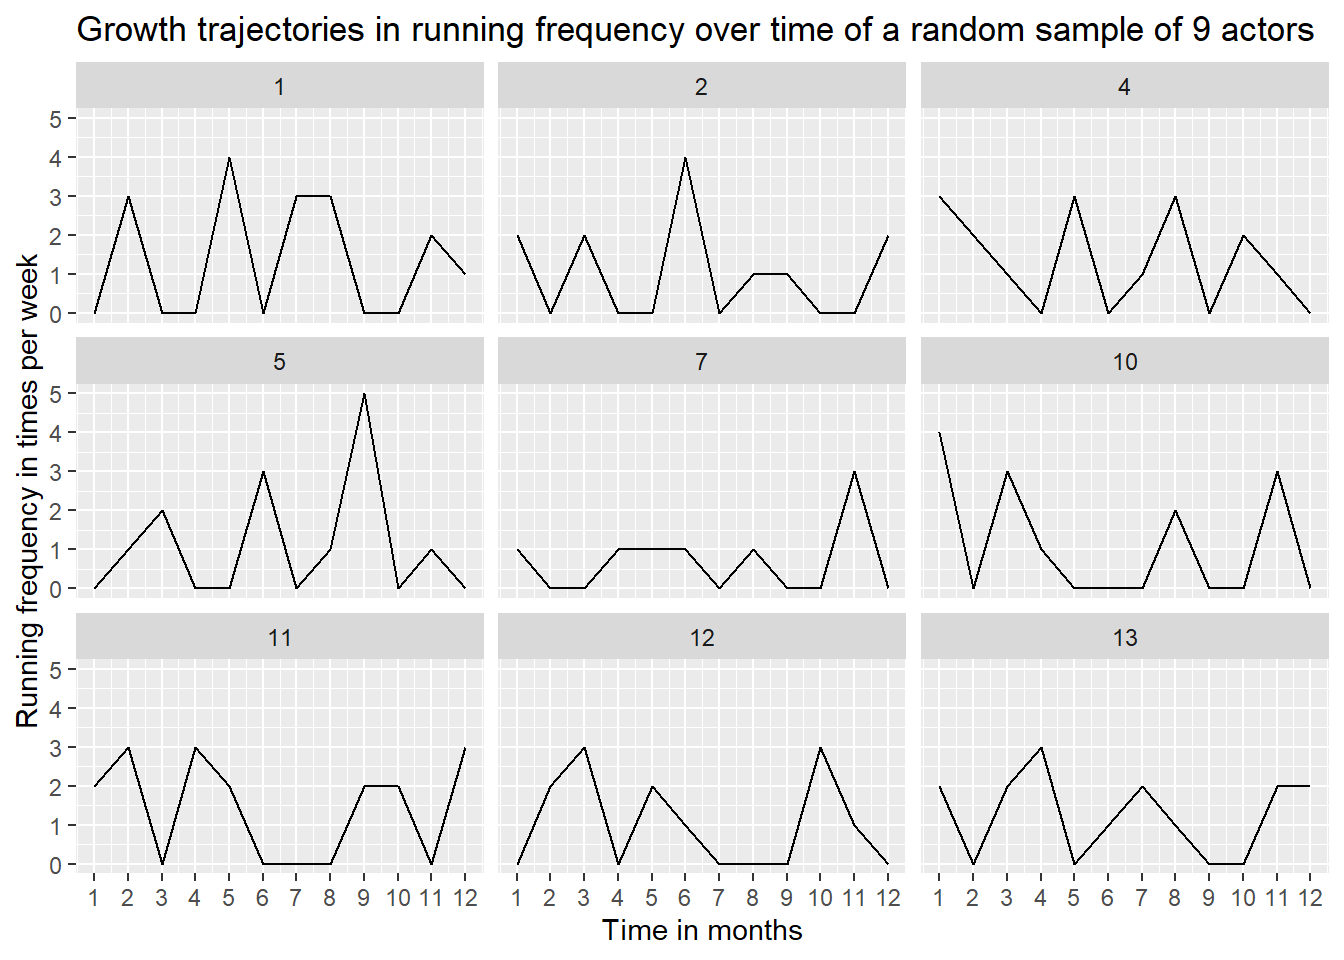 Growth trajectories in running frequency over time of a random sample of 9 actors
1 2 4
5
4
3
2
1
0
5 7 10
5
4
3
2
1
0
11 12 13
5
4
3
2
1
0
1 2 3 4 5 6 7 8 9 10 11 12 1 2 3 4 5 6 7 8 9 10 11 12 1 2 3 4 5 6 7 8 9 10 11 12
Time in months
Running frequency in times per week